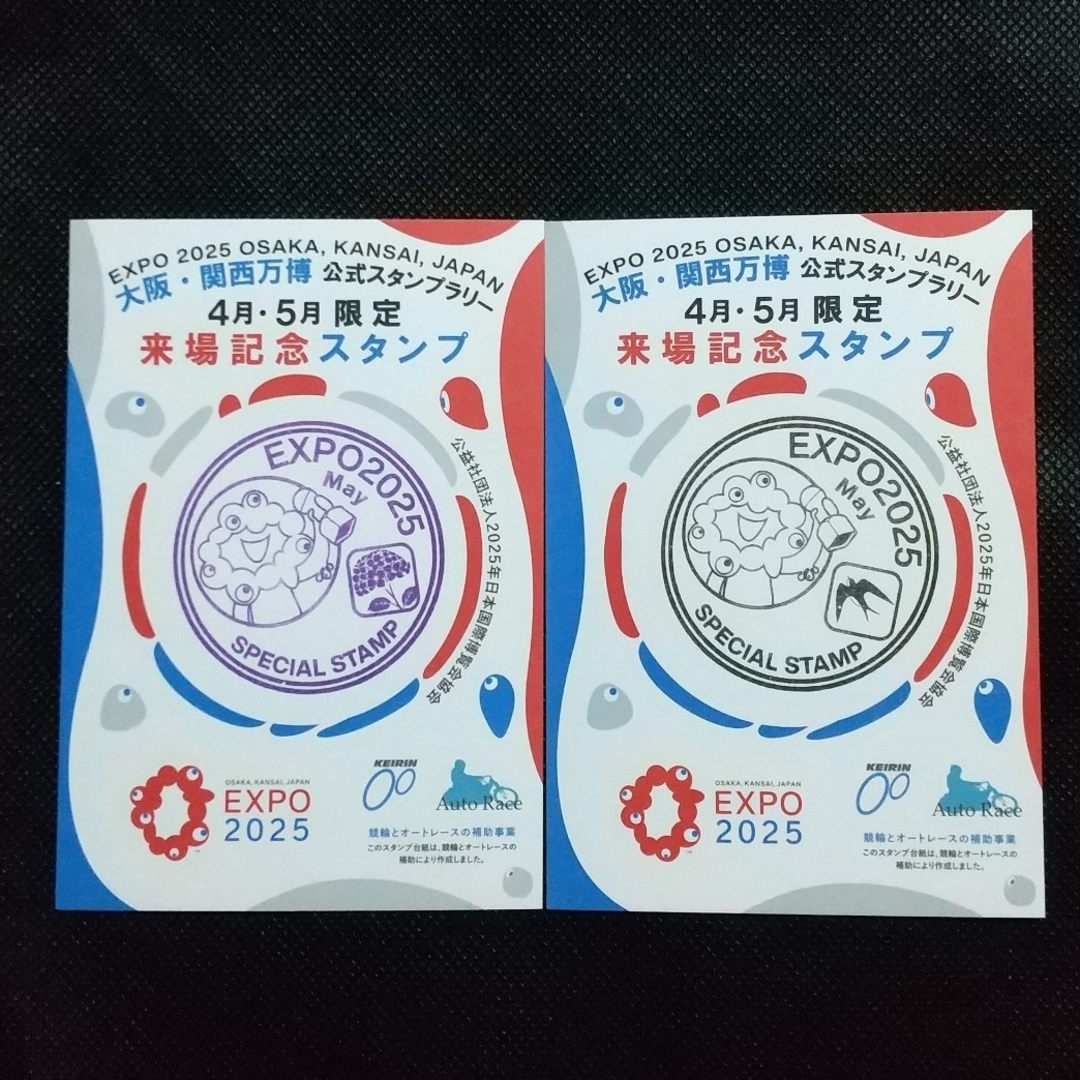 EXPO 2025 OSAKA, KANSAI, JAPAN
大阪・関西万博 公式スタンプラリー
4月・5月 限定
来場記念スタンプ
EXPO2025
May
SPECIAL STAMP
公益社団法人2025年日本国際博覧会協会
OSAKA, KANSAI, JAPAN
EXPO
2025
™
KEIRIN
Auto Race
競輪とオートレースの補助事業
このスタンプ台紙は、競輪とオートレースの
補助により作成しました。
EXPO 2025 OSAKA, KANSAI, JAPAN
大阪・関西万博 公式スタンプラリー
4月・5月 限定
来場記念スタンプ
EXPO2025
May
SPECIAL STAMP
公益社団法人2025年日本国際博覧会協会
OSAKA, KANSAI, JAPAN
EXPO
2025
™
KEIRIN
Auto Race
競輪とオートレースの補助事業
このスタンプ台紙は、競輪とオートレースの
補助により作成しました。